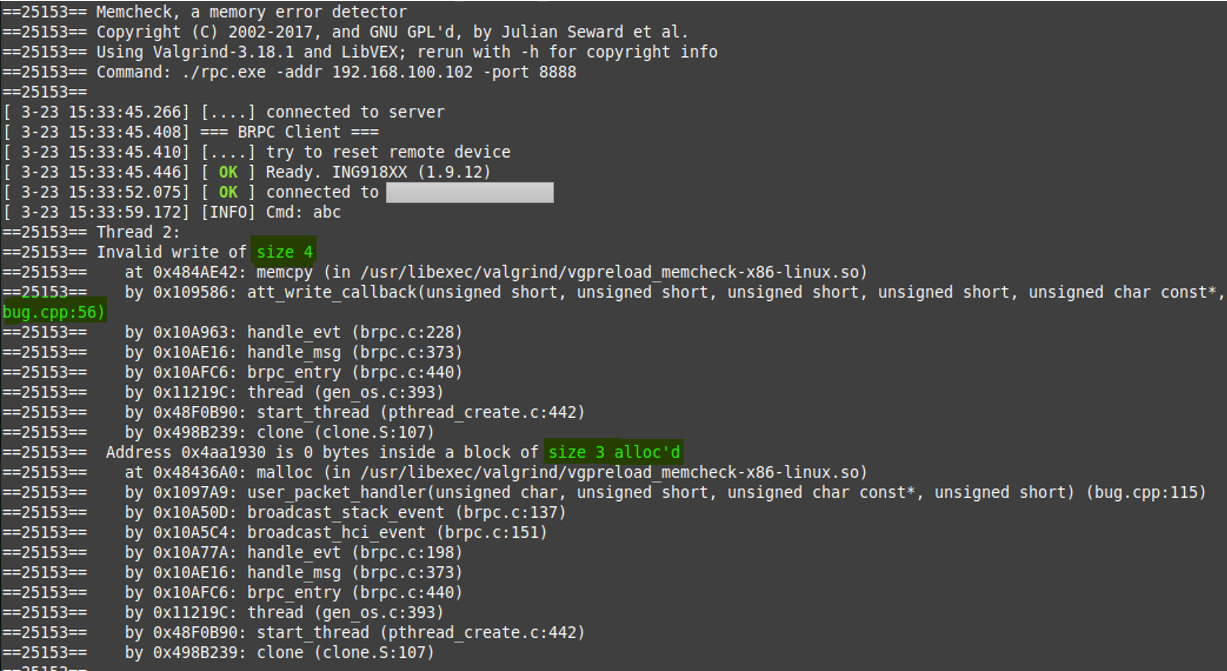 ==25153== Memcheck, a memory error detector
==25153== Copyright (C) 2002-2017, and GNU GPL'd, by Julian Seward et al.
==25153== Using Valgrind-3.18.1 and LibVEX; rerun with -h for copyright info
==25153== Command: ./rpc.exe -addr 192.168.100.102 -port 8888
==25153==
[ 3-23 15:33:45.266] [....] connected to server
[ 3-23 15:33:45.408] === BRPC Client ===
[ 3-23 15:33:45.410] [....] try to reset remote device
[ 3-23 15:33:45.446] [ OK ] Ready. ING918XX (1.9.12)
[ 3-23 15:33:52.075] [ OK ] connected to
[ 3-23 15:33:59.172] [INFO] Cmd: abc
==25153== Thread 2:
==25153== Invalid write of size 4
==25153==    at 0x484AE42: memcpy (in /usr/libexec/valgrind/vgpreload_memcheck-x86-linux.so)
==25153==    by 0x109586: att_write_callback(unsigned short, unsigned short, unsigned short, unsigned short, unsigned char const*,
bug.cpp:56)
==25153==    by 0x10A963: handle_evt (brpc.c:228)
==25153==    by 0x10AE16: handle_msg (brpc.c:373)
==25153==    by 0x10AFC6: brpc_entry (brpc.c:440)
==25153==    by 0x11219C: thread (gen_os.c:393)
==25153==    by 0x48F0B90: start_thread (pthread_create.c:442)
==25153==    by 0x498B239: clone (clone.S:107)
==25153==  Address 0x4aa1930 is 0 bytes inside a block of size 3 alloc'd
==25153==    at 0x48436A0: malloc (in /usr/libexec/valgrind/vgpreload_memcheck-x86-linux.so)
==25153==    by 0x1097A9: user_packet_handler(unsigned char, unsigned short, unsigned char const*, unsigned short) (bug.cpp:115)
==25153==    by 0x10A50D: broadcast_stack_event (brpc.c:137)
==25153==    by 0x10A5C4: broadcast_hci_event (brpc.c:151)
==25153==    by 0x10A77A: handle_evt (brpc.c:198)
==25153==    by 0x10AE16: handle_msg (brpc.c:373)
==25153==    by 0x10AFC6: brpc_entry (brpc.c:440)
==25153==    by 0x11219C: thread (gen_os.c:393)
==25153==    by 0x48F0B90: start_thread (pthread_create.c:442)
==25153==    by 0x498B239: clone (clone.S:107)